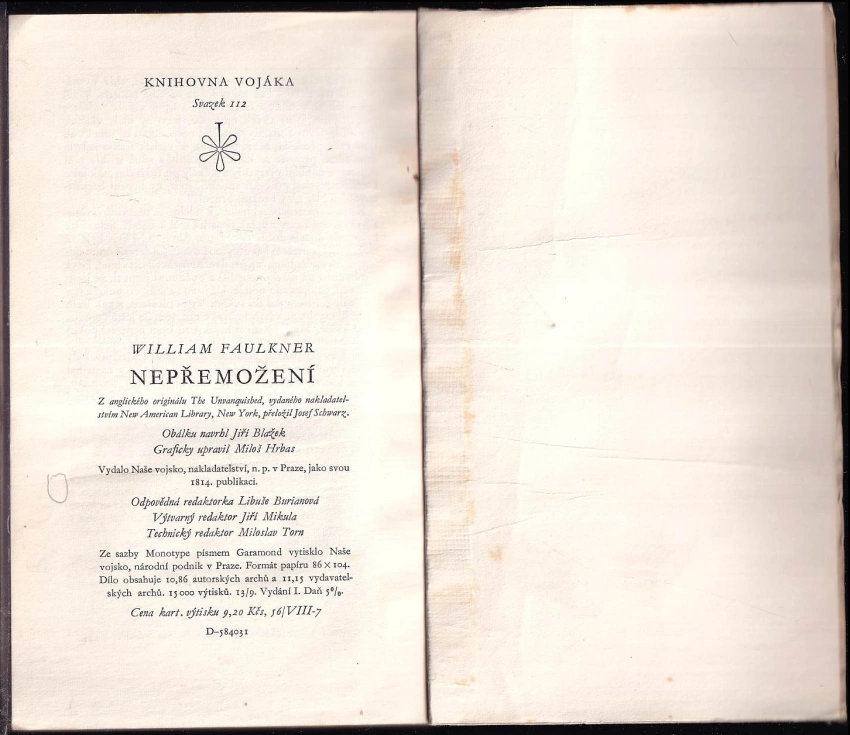 KNIHOVNA VOJÁKA
Svazek 112
WILLIAM FAULKNER
NEPŘEMOŽENÍ
Z anglického originálu The Unvanquished, vydaného nakladatel-
stvím New American Library, New York, přeložil Josef Schwarz.
Obálku navrhl Jiří Blažek
Graficky upravil Miloš Hrbas
Vydalo Naše vojsko, nakladatelství, n. p. v Praze, jako svou
1814. publikaci.
Odpovědná redaktorka Libuše Burianová
Výtvarný redaktor Jiří Mikula
Technický redaktor Miloslav Torn
Ze sazby Monotype písmem Garamond vytisklo Naše
vojsko, národní podnik v Praze. Formát papíru 86 × 104.
Dílo obsahuje 10,86 autorských archů a 11,15 vydavatel-
ských archů. 15 000 výtisků. 13/9. Vydání I. Daň 5%.
Cena kart. výtisku 9,20 Kčs, 56/VIII-7
D–584031